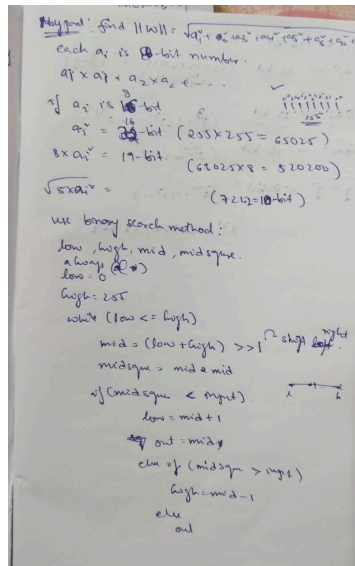 My goal: find ||W|| = √a₁² + a₂² + a₃² + a₄² + a₅² + a₆² + a₇² +
each aᵢ is 8-bit number.
a₁ × a₁ + a₂ × a₂ + ....
if aᵢ is 8-bit
aᵢ² = 16-bit (255×255 = 65025)
255
8×aᵢ² = 19-bit. (65025×8 = 520200)
√8×aᵢ² = (721.2 = 10-bit)
use binary search method:
low, high, mid, midsqure.
always
low = 0
high = 255
while (low <= high)
mid = (low + high) >> 1 shift right
midsqure = mid * mid
if (midsqure < input)
low = mid + 1
out = mid
l h
else if (midsqu > input)
high = mid - 1
else
out